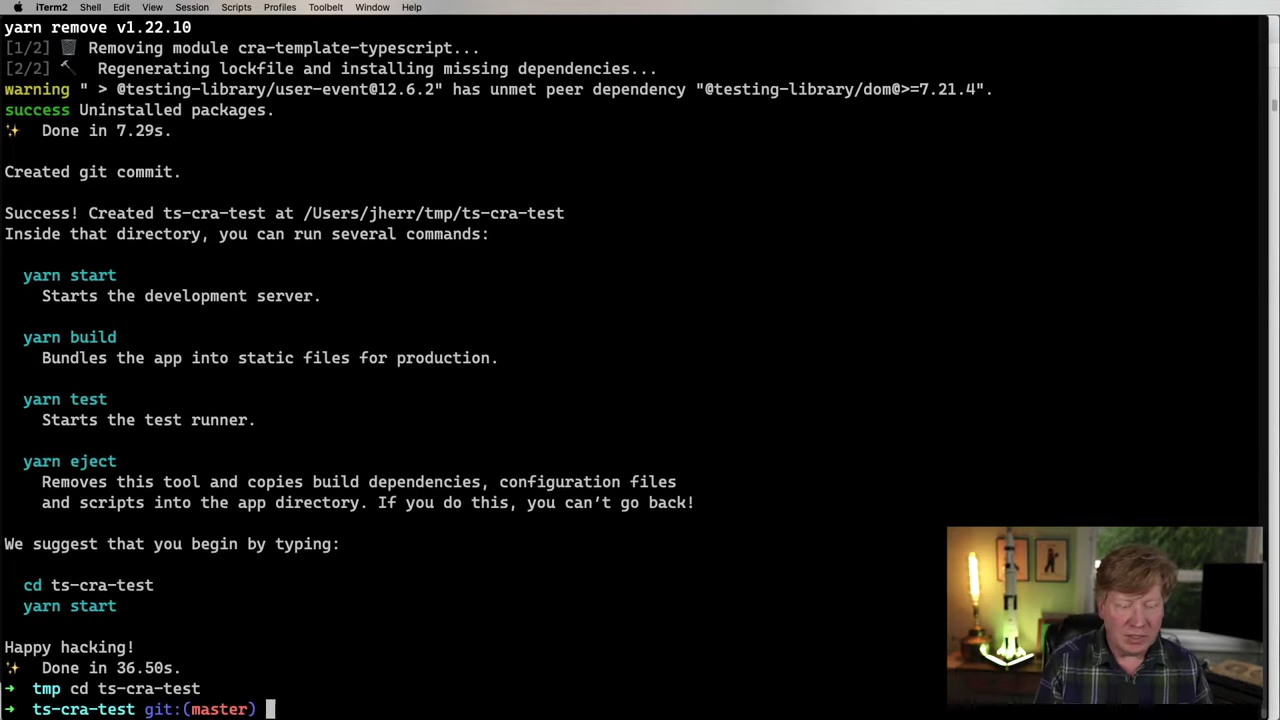 iTerm2 Shell Edit View Session Scripts Profiles Toolbelt Window Help
yarn remove v1.22.10
[1/2] 🗑 Removing module cra-template-typescript...
[2/2] 🔨 Regenerating lockfile and installing missing dependencies...
warning " > @testing-library/user-event@12.6.2" has unmet peer dependency "@testing-library/dom@>=7.21.4".
success Uninstalled packages.
✨ Done in 7.29s.
Created git commit.
Success! Created ts-cra-test at /Users/jherr/tmp/ts-cra-test
Inside that directory, you can run several commands:
yarn start
Starts the development server.
yarn build
Bundles the app into static files for production.
yarn test
Starts the test runner.
yarn eject
Removes this tool and copies build dependencies, configuration files
and scripts into the app directory. If you do this, you can’t go back!
We suggest that you begin by typing:
cd ts-cra-test
yarn start
Happy hacking!
✨ Done in 36.50s.
➜ tmp cd ts-cra-test
➜ ts-cra-test git:(master)